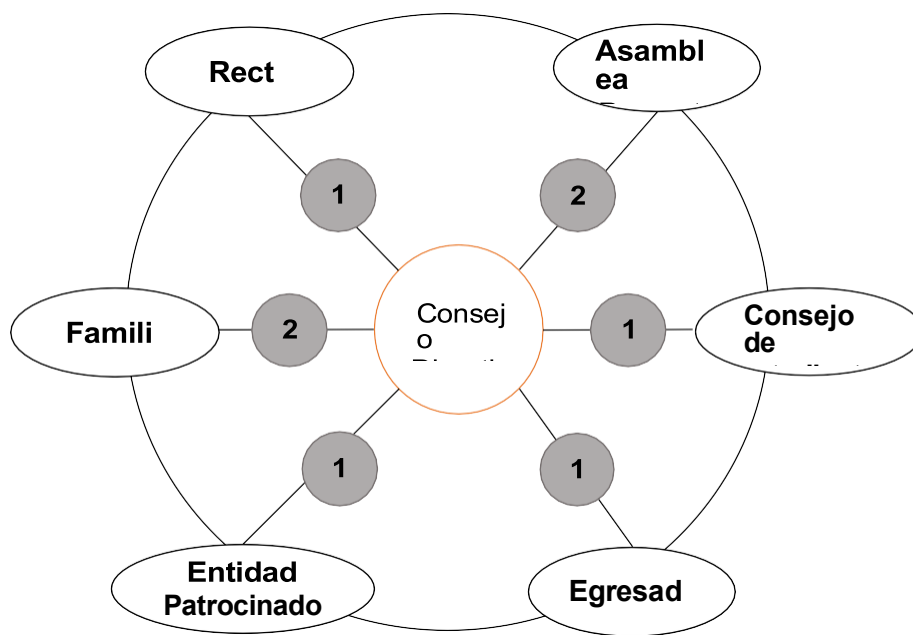 Rect
Asambl
ea
1
2
Famili
2
Consej
o
1
Consejo
de
1
1
Entidad
Patrocinado
Egresad